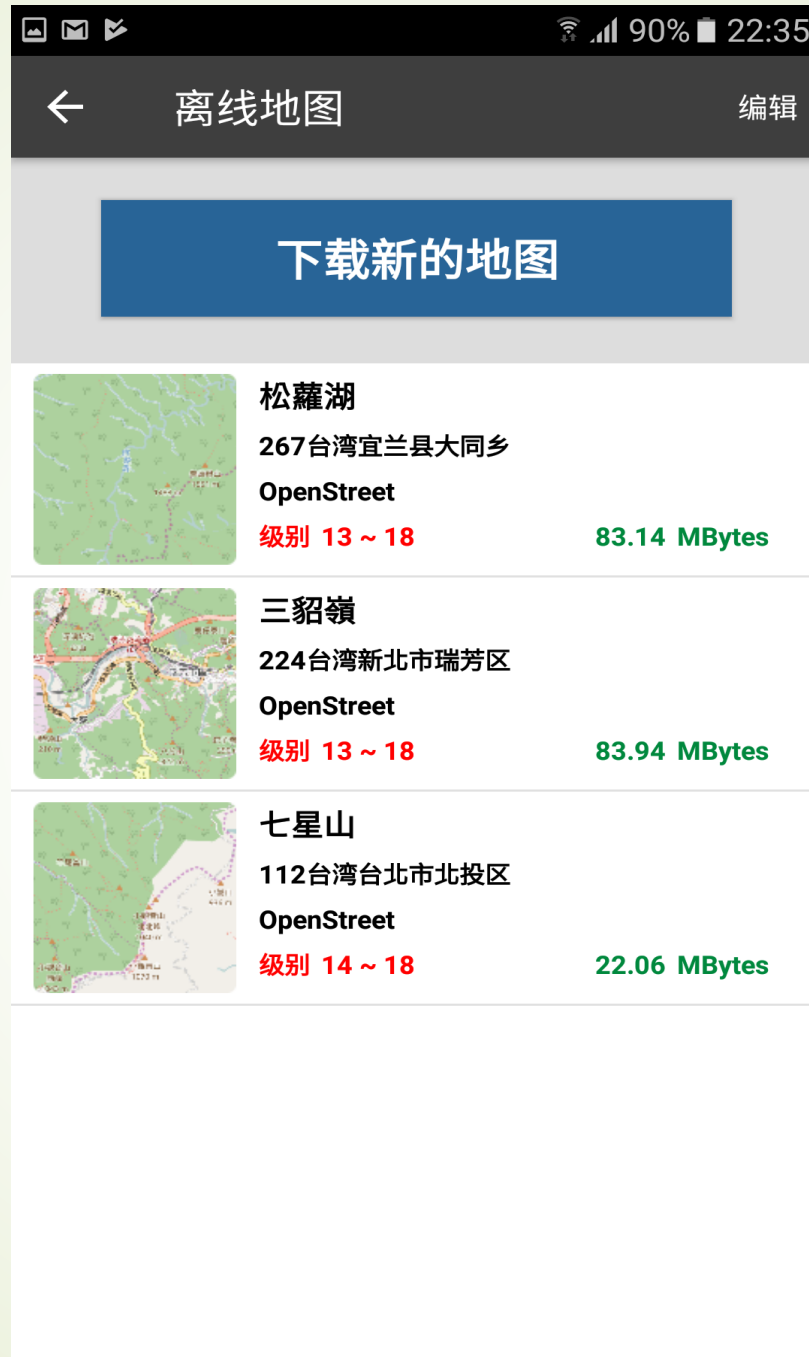 90% 22:35
离线地图 编辑
下载新的地图
松蘿湖
267台湾宜兰县大同乡
OpenStreet
级别 13 ~ 18 83.14 MBytes
三貂嶺
224台湾新北市瑞芳区
OpenStreet
级别 13 ~ 18 83.94 MBytes
七星山
112台湾台北市北投区
OpenStreet
级别 14 ~ 18 22.06 MBytes